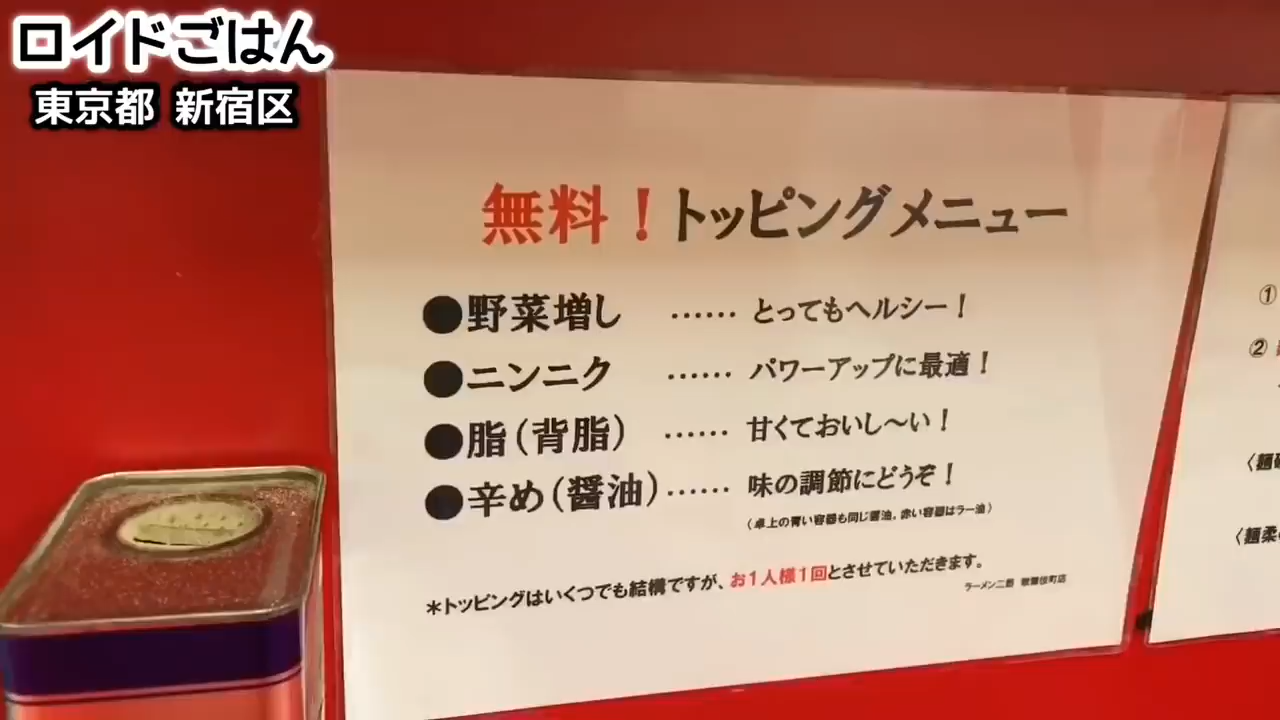 ロイドごはん
東京都 新宿区
無料！トッピングメニュー
●野菜増し …… とってもヘルシー！
●ニンニク …… パワーアップに最適！
●脂（背脂） …… 甘くておいし～い！
●辛め（醤油）…… 味の調節にどうぞ！
（卓上の青い容器も同じ醤油。赤い容器はラー油）
＊トッピングはいくつでも結構ですが、お１人様１回とさせていただきます。
ラーメン二郎 歌舞伎町店
①
②
〈麺
〈麺柔